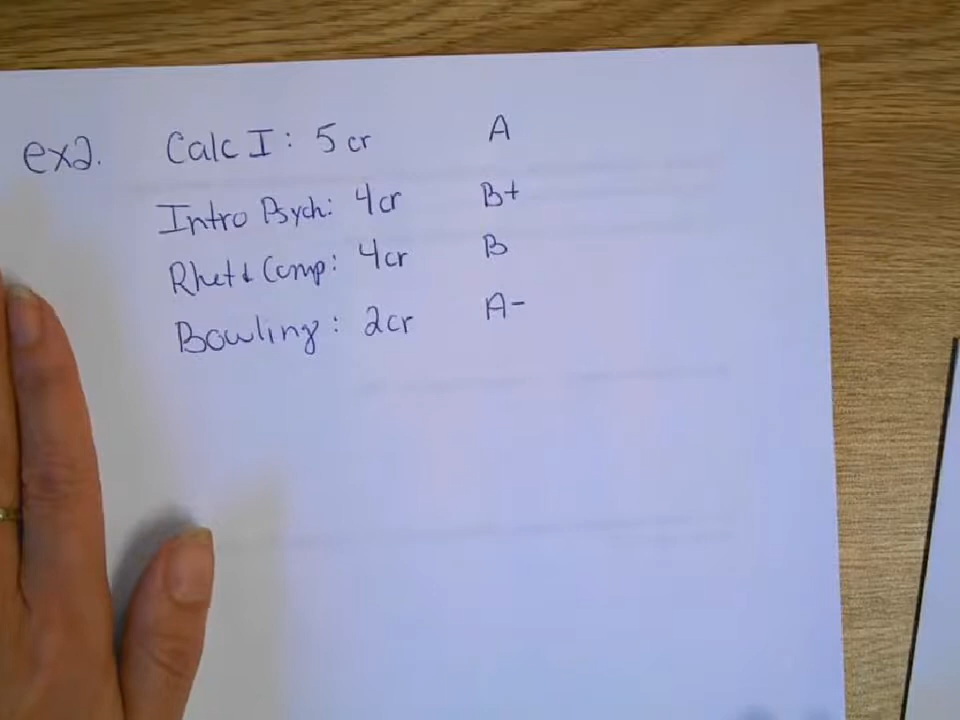 ex2. Calc I: 5 cr A
Intro Psych: 4cr B+
Rhet & Comp: 4cr B
Bowling: 2cr A-